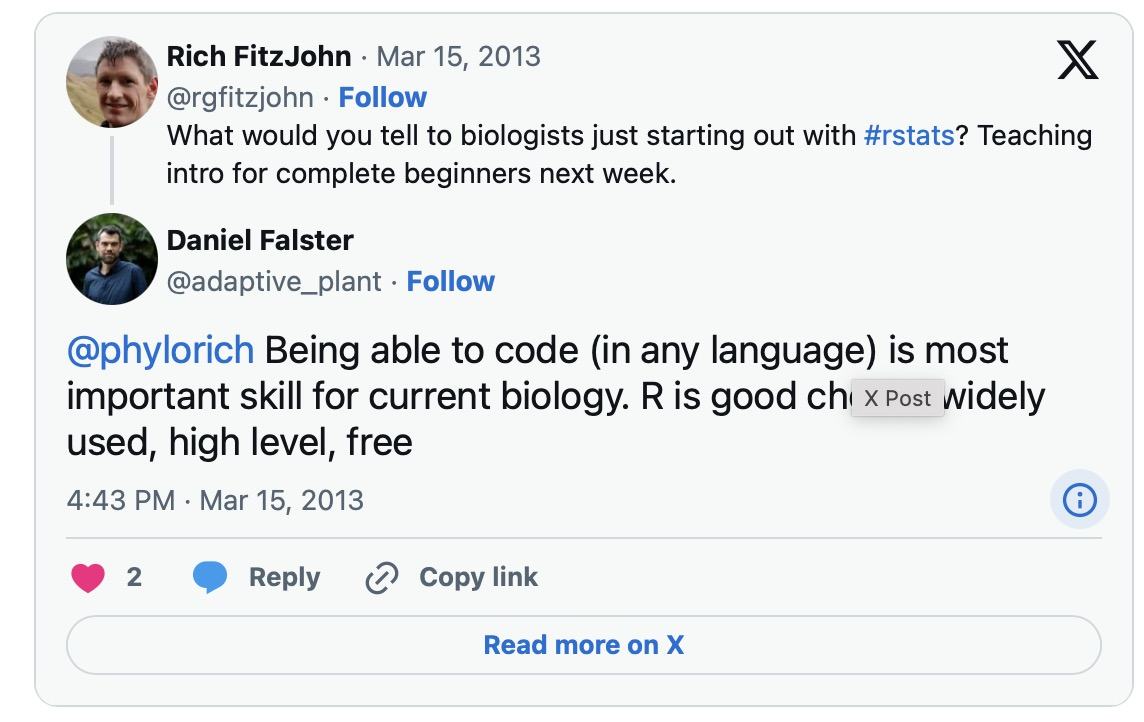 Rich FitzJohn · Mar 15, 2013
@rgfitzjohn · Follow
What would you tell to biologists just starting out with #rstats? Teaching
intro for complete beginners next week.
Daniel Falster
@adaptive_plant · Follow
@phylorich Being able to code (in any language) is most
important skill for current biology. R is good X Post widely
used, high level, free
4:43 PM · Mar 15, 2013
2 Reply Copy link
Read more on X